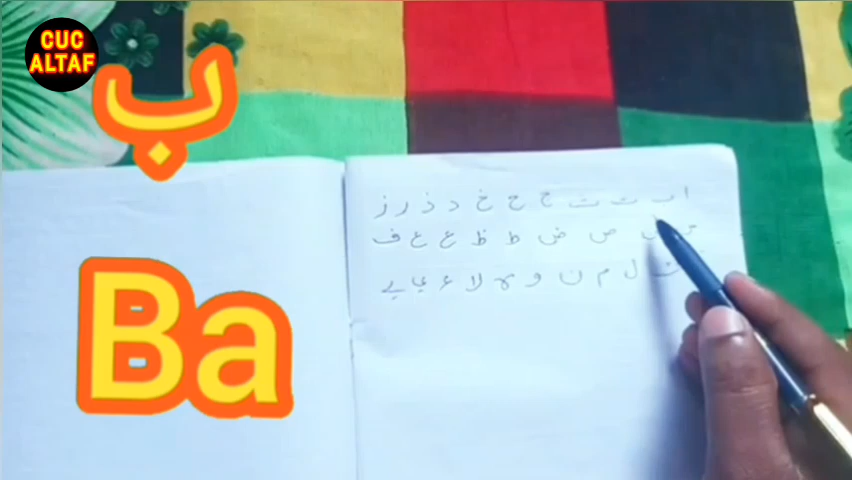 CUC
ALTAF
ب
Ba
ا ب ت ث ج ح خ د ذ ر ز
ص ض ط ظ ع غ ف
ل م ن و ه لا ء ي ے